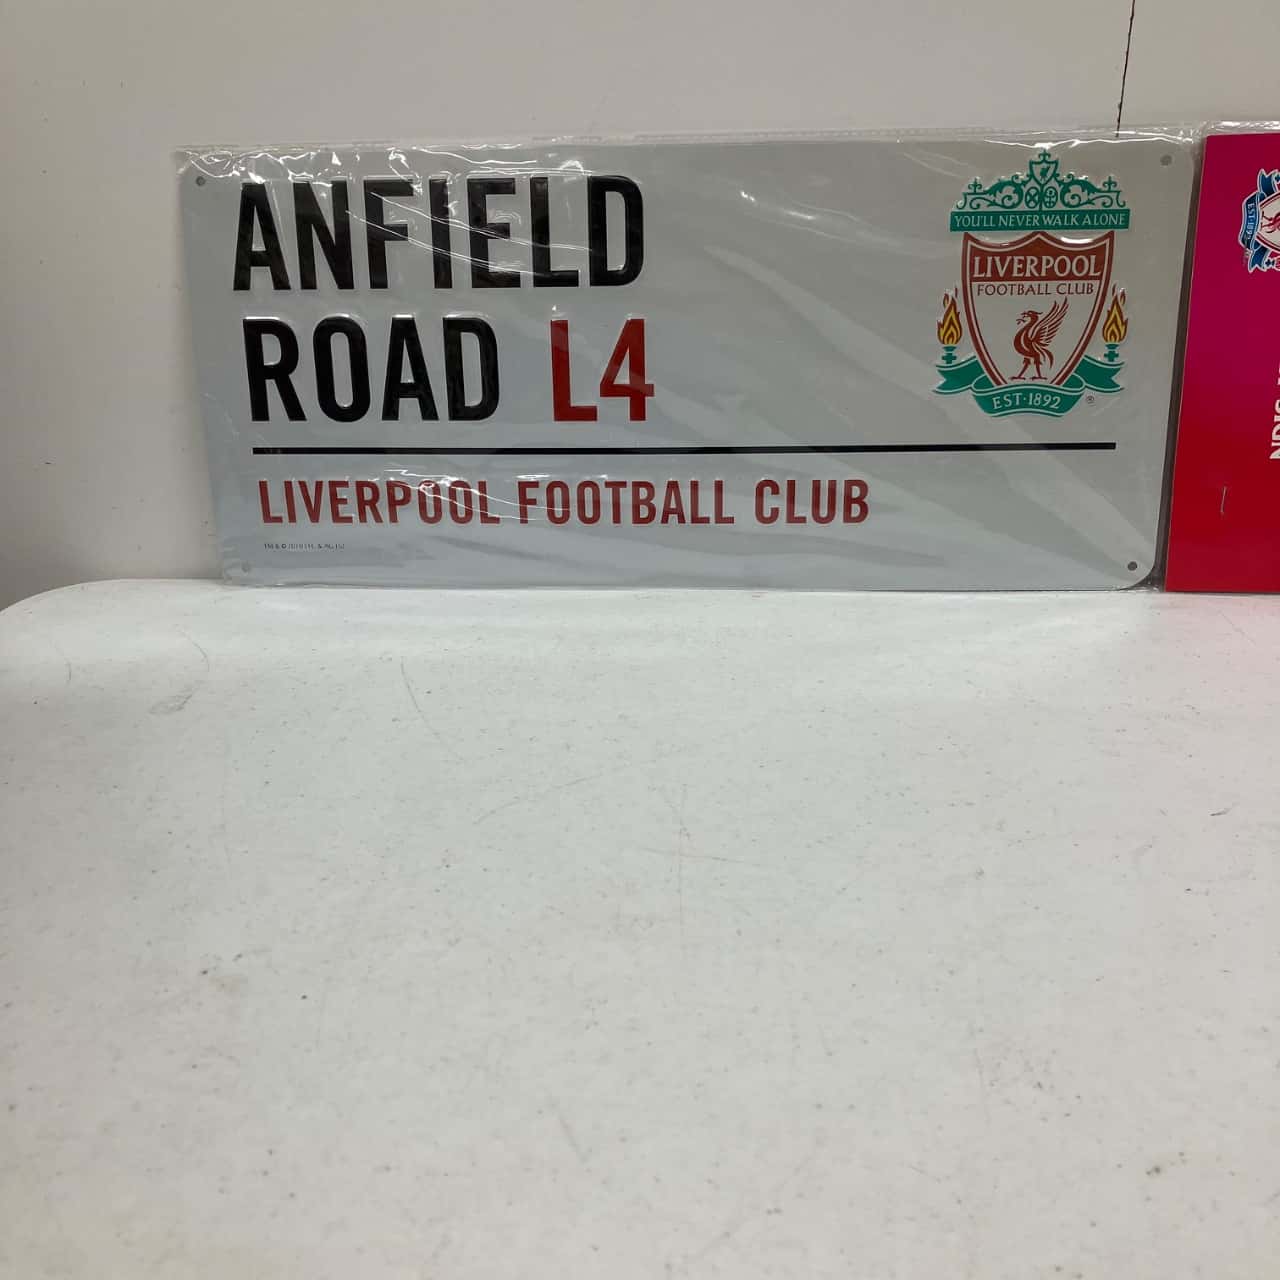 ANFIELD
ROAD L4
LIVERPOOL FOOTBALL CLUB
YOU'LL NEVER WALK ALONE
LIVERPOOL
FOOTBALL CLUB
EST·1892
®